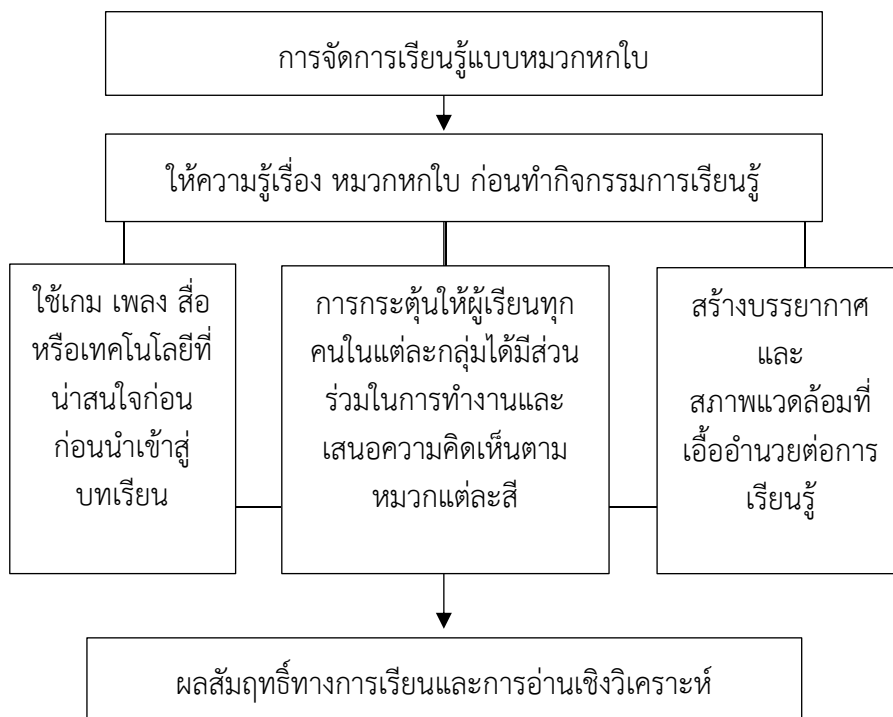 การจัดการเรียนรู้แบบหมวกหกใบ
ให้ความรู้เรื่อง หมวกหกใบ ก่อนทำกิจกรรมการเรียนรู้
ใช้เกม เพลง สื่อ
หรือเทคโนโลยีที่
น่าสนใจก่อน
ก่อนนำเข้าสู่
บทเรียน
การกระตุ้นให้ผู้เรียนทุก
คนในแต่ละกลุ่มได้มีส่วน
ร่วมในการทำงานและ
เสนอความคิดเห็นตาม
หมวกแต่ละสี
สร้างบรรยากาศ
และ
สภาพแวดล้อมที่
เอื้ออำนวยต่อการ
เรียนรู้
ผลสัมฤทธิ์ทางการเรียนและการอ่านเชิงวิเคราะห์